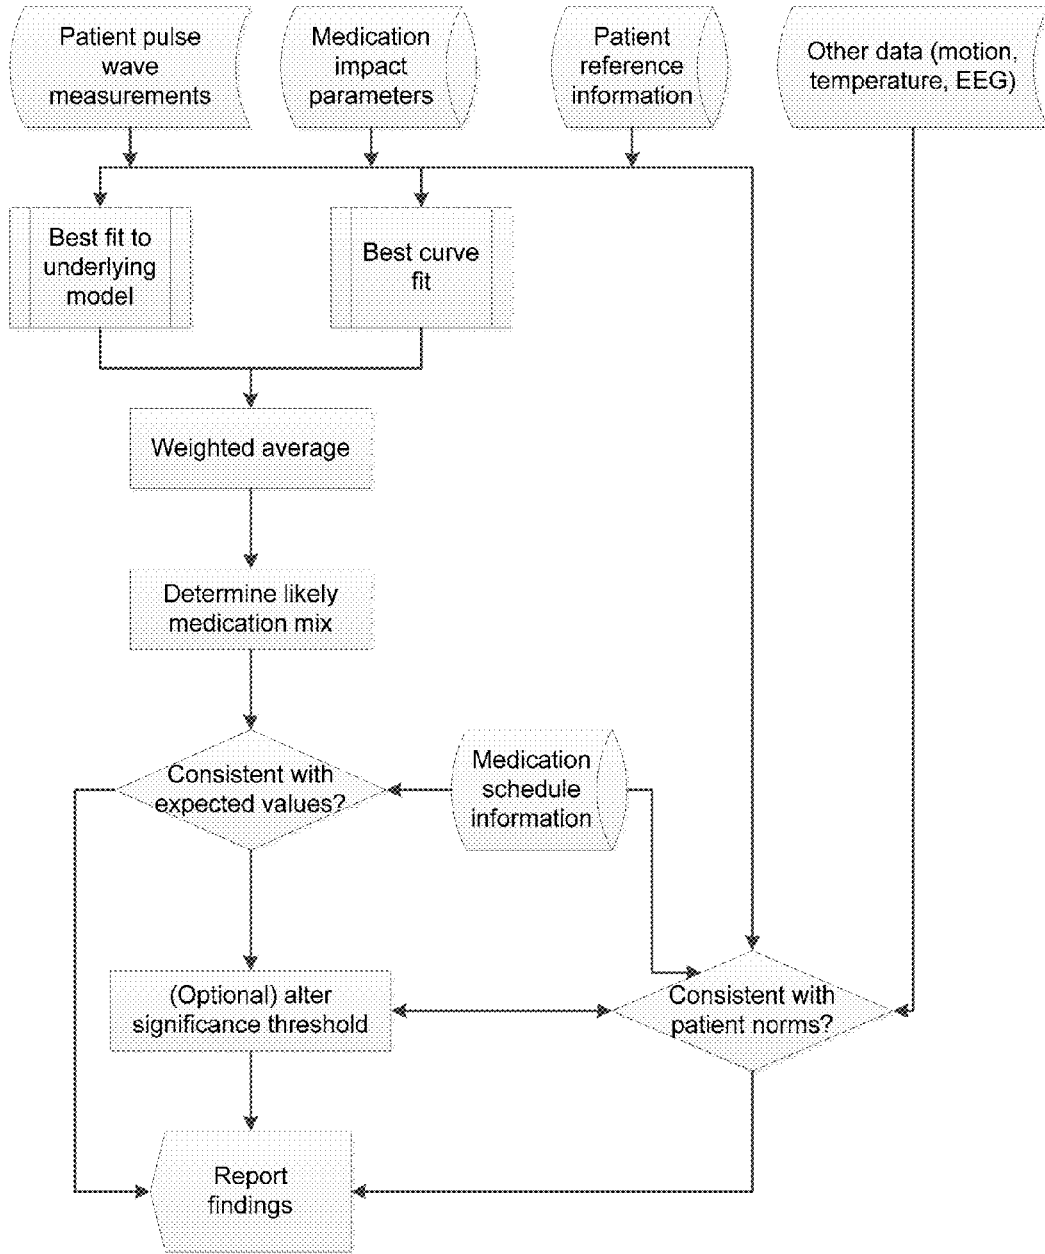 Patient pulse
wave
measurements
Medication
impact
parameters
Patient
reference
information
Other data (motion,
temperature, EEG)
Best fit to
underlying
model
Best curve
fit
Weighted average
Determine likely
medication mix
Consistent with
expected values?
Medication
schedule
information
(Optional) alter
significance threshold
Consistent with
patient norms?
Report
findings